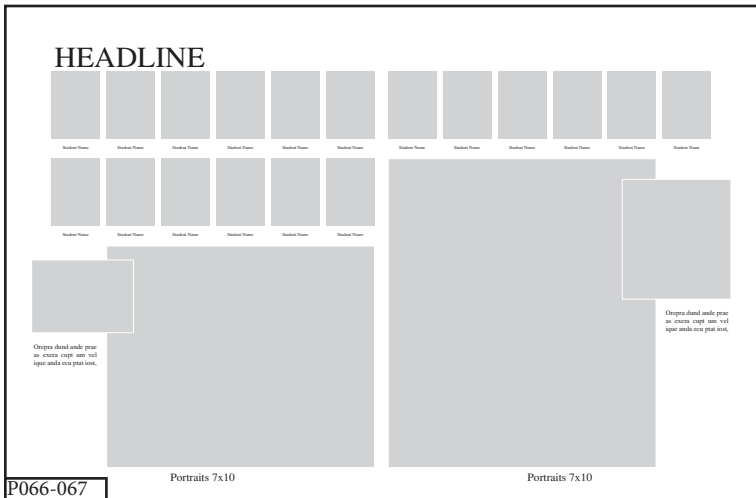 HEADLINE
Student Name Student Name Student Name Student Name Student Name Student Name Student Name Student Name Student Name Student Name Student Name Student Name
Student Name Student Name Student Name Student Name Student Name Student Name
Orepra dund ande prae
as exera cupt um vel
ique anda ecu ptat iost,
Orepra dund ande prae
as exera cupt um vel
ique anda ecu ptat iost,
Portraits 7x10
Portraits 7x10
P066-067